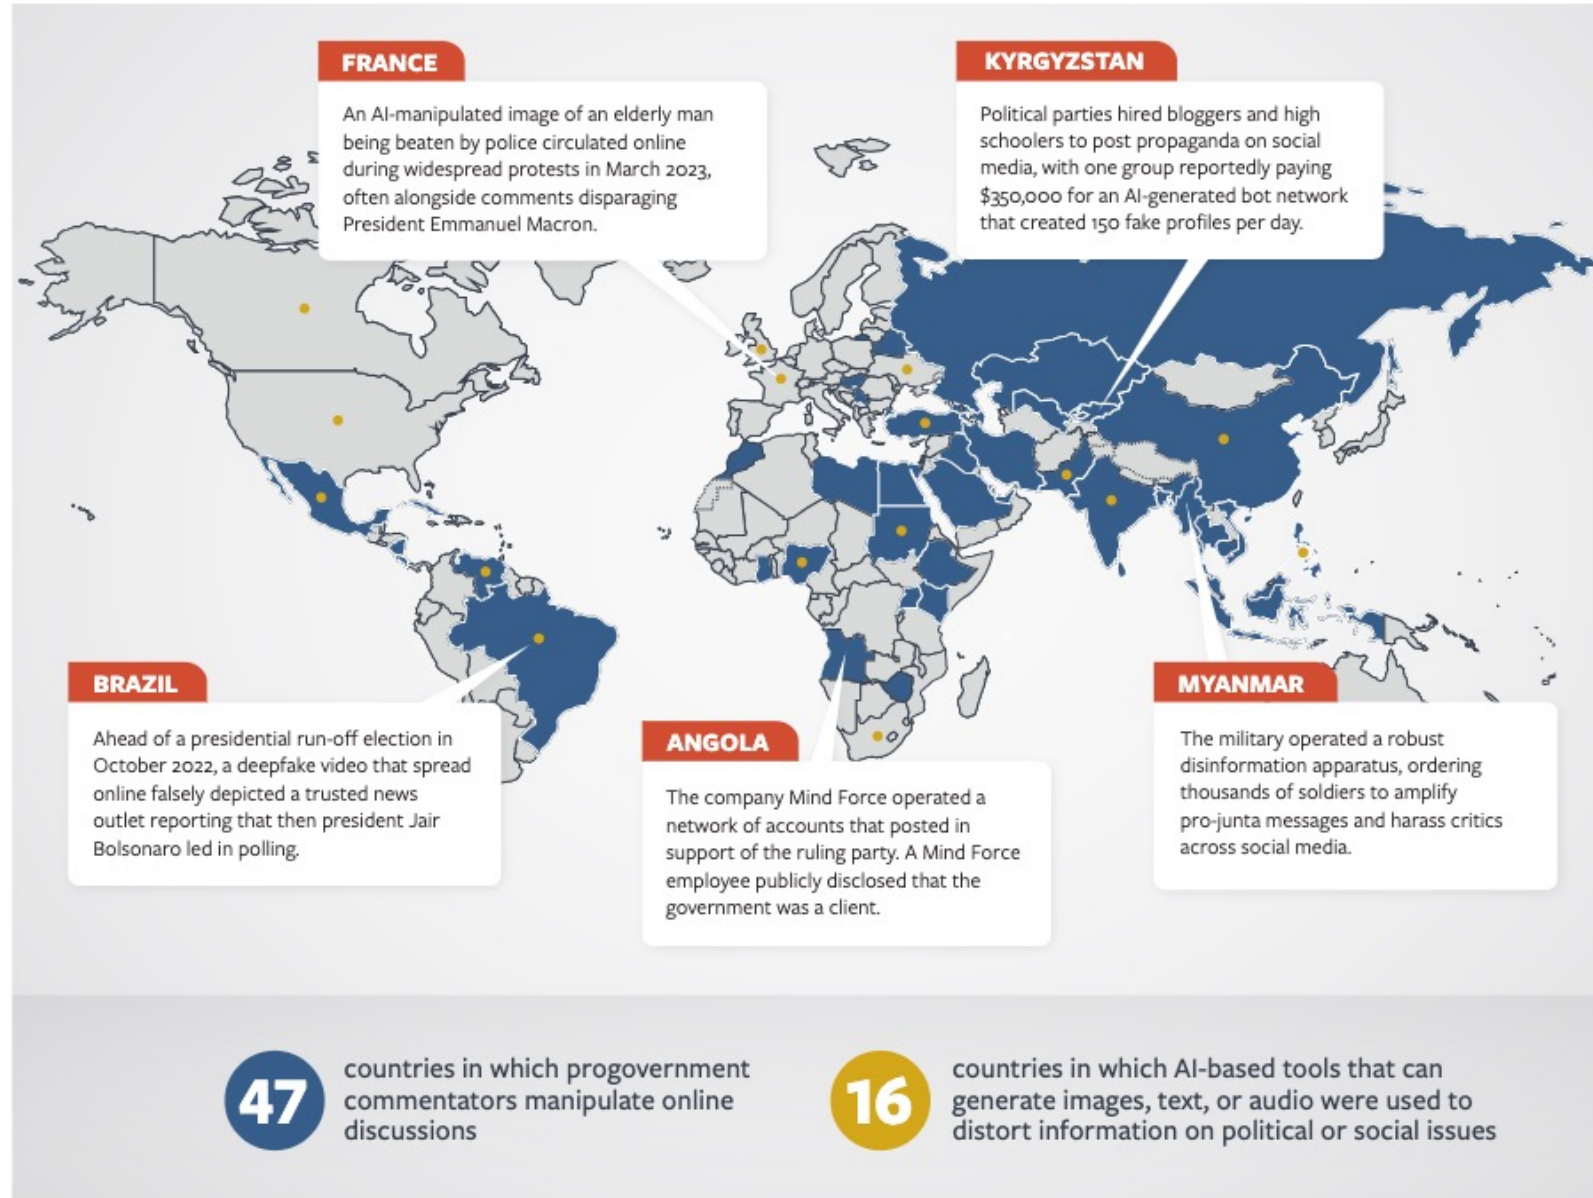 FRANCE
An AI-manipulated image of an elderly man
being beaten by police circulated online
during widespread protests in March 2023,
often alongside comments disparaging
President Emmanuel Macron.
KYRGYZSTAN
Political parties hired bloggers and high
schoolers to post propaganda on social
media, with one group reportedly paying
$350,000 for an AI-generated bot network
that created 150 fake profiles per day.
BRAZIL
Ahead of a presidential run-off election in
October 2022, a deepfake video that spread
online falsely depicted a trusted news
outlet reporting that then president Jair
Bolsonaro led in polling.
ANGOLA
The company Mind Force operated a
network of accounts that posted in
support of the ruling party. A Mind Force
employee publicly disclosed that the
government was a client.
MYANMAR
The military operated a robust
disinformation apparatus, ordering
thousands of soldiers to amplify
pro-junta messages and harass critics
across social media.
47
countries in which progovernment
commentators manipulate online
discussions
16
countries in which AI-based tools that can
generate images, text, or audio were used to
distort information on political or social issues